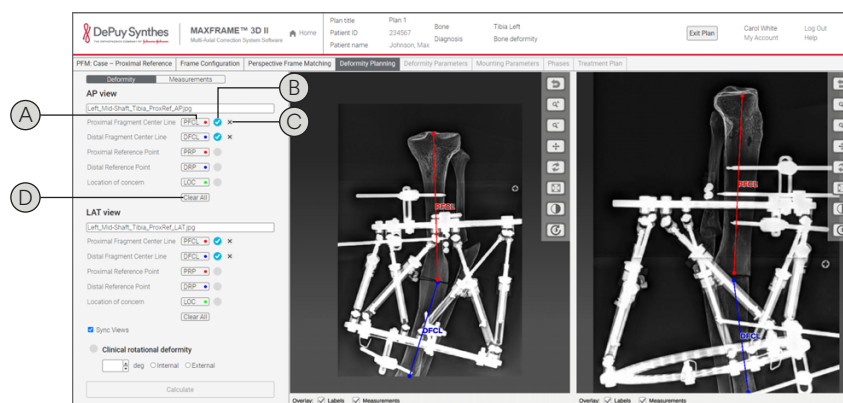 DePuy Synthes
MAXFRAME™ 3D II
Multi-Axial Correction System Software
Home
Plan title Plan 1
Patient ID 234567
Patient name Johnson, Max
Bone Tibia Left
Diagnosis Bone deformity
Exit Plan
Carol White
My Account
Log Out
Help
PFM: Case – Proximal Reference Frame Configuration Perspective Frame Matching Deformity Planning Deformity Parameters Mounting Parameters Phases Treatment Plan
Deformity Measurements
A
B
C
D
AP view
Left_Mid-Shaft_Tibia_ProxRef_AP.jpg
Proximal Fragment Center Line PFCL
Distal Fragment Center Line DFCL
Proximal Reference Point PRP
Distal Reference Point DRP
Location of concern LOC
Clear All
LAT view
Left_Mid-Shaft_Tibia_ProxRef_LAT.jpg
Proximal Fragment Center Line PFCL
Distal Fragment Center Line DFCL
Proximal Reference Point PRP
Distal Reference Point DRP
Location of concern LOC
Clear All
Sync Views
Clinical rotational deformity
deg Internal External
Calculate
PFCL
DFCL
Overlay: Labels Measurements
PFCL
DFCL
Overlay: Labels Measurements